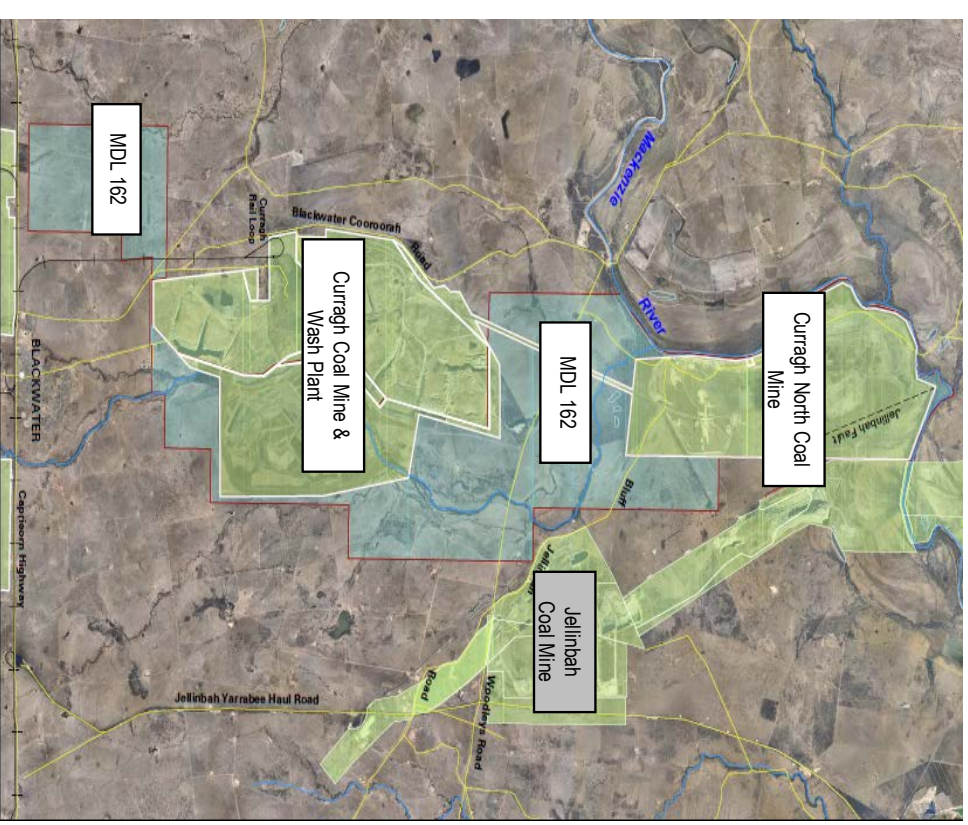 MDL 162
Curragh
Rail Loop
Blackwater Cooroorah
Road
Mackenzie
River
Curragh Coal Mine &
Wash Plant
MDL 162
Curragh North Coal
Mine
Jellinbah Fault
Bluff
Jellinbah
Coal Mine
Road
Woodleys Road
Jellinbah Yarrabee Haul Road
BLACKWATER
Capricorn Highway